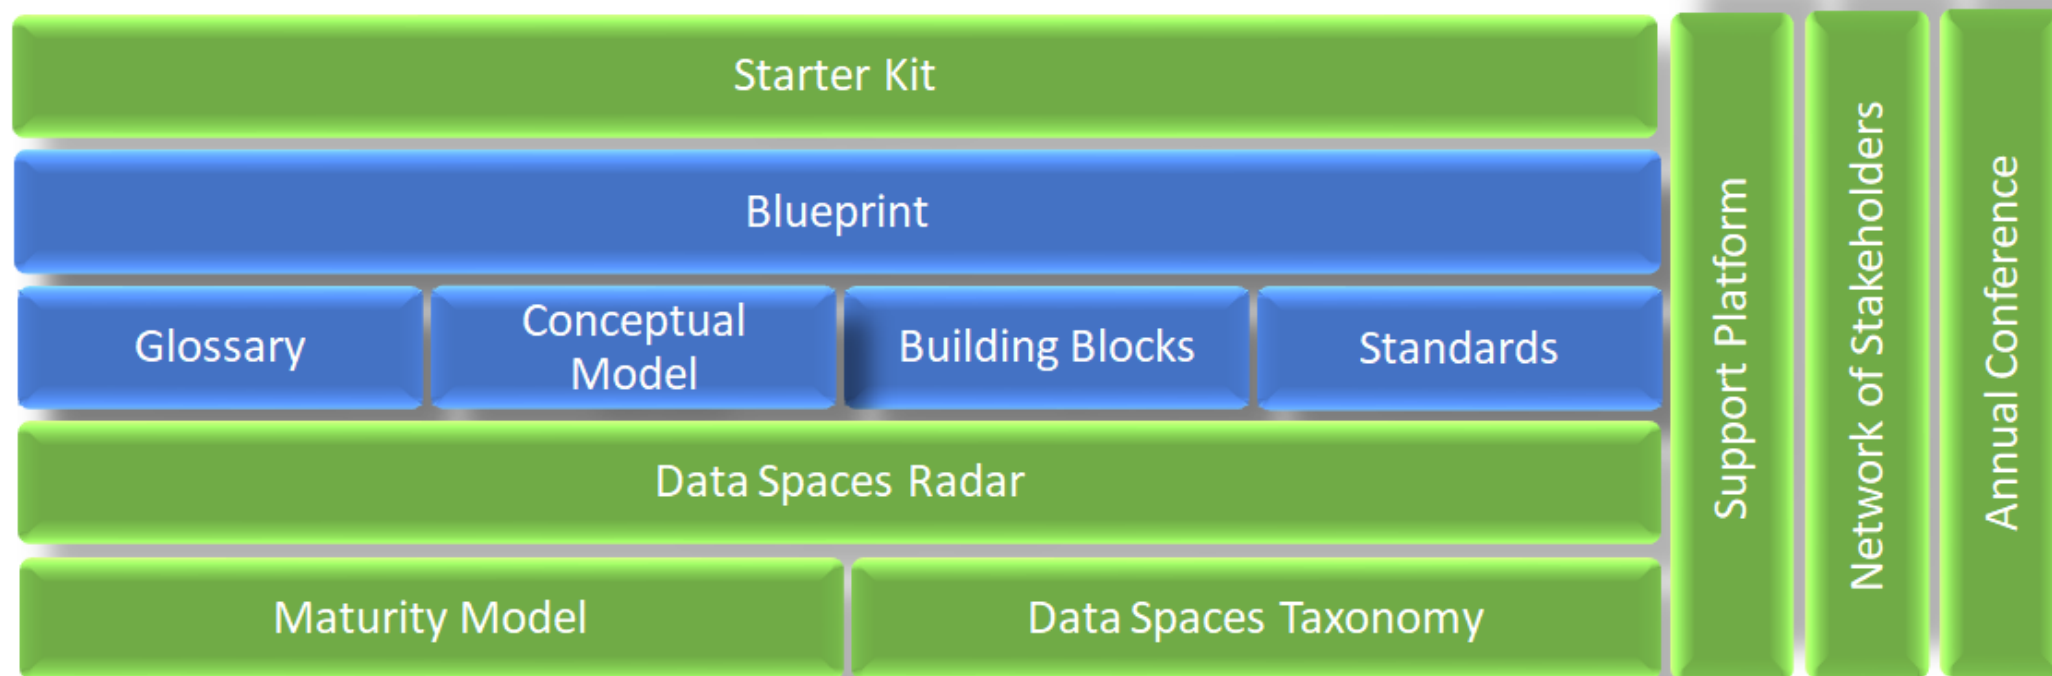 Starter Kit
Blueprint
Glossary
Conceptual
Model
Building Blocks
Standards
Data Spaces Radar
Maturity Model
Data Spaces Taxonomy
Support Platform
Network of Stakeholders
Annual Conference